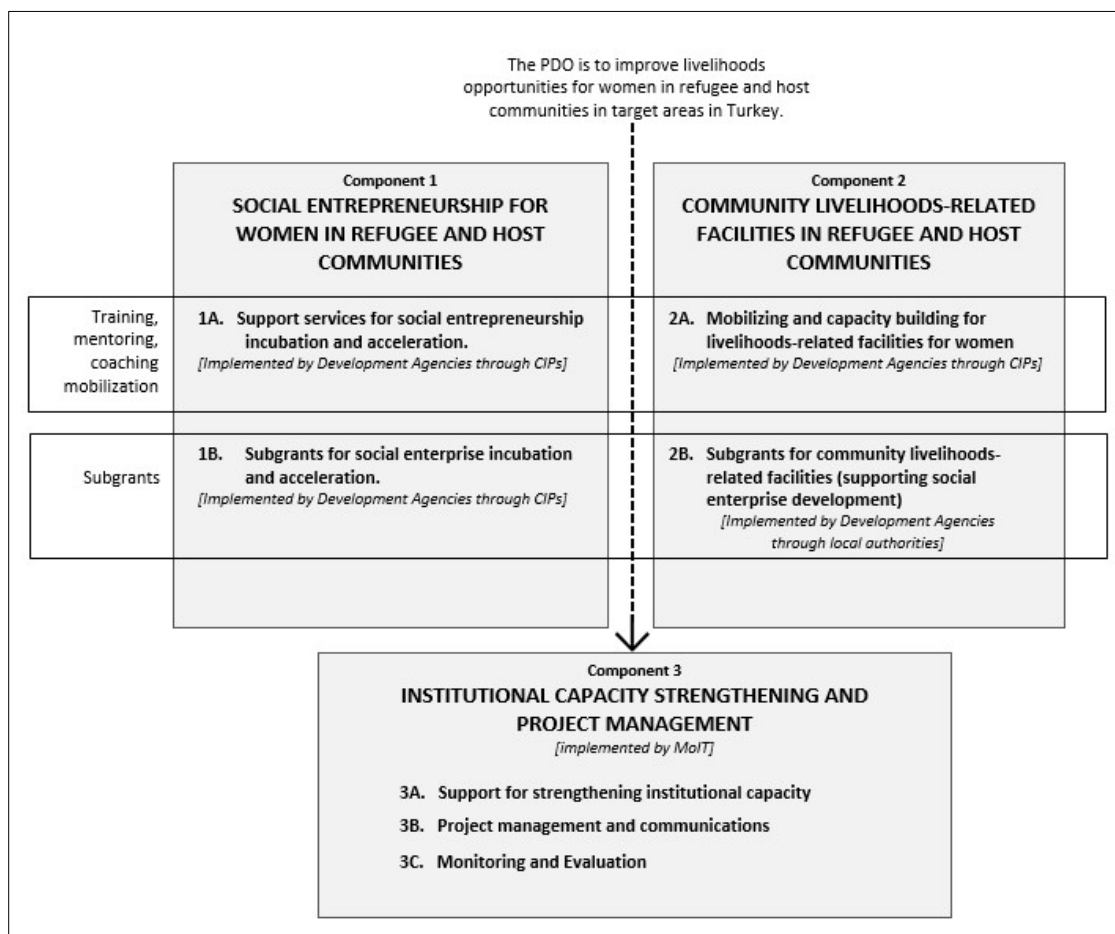 The PDO is to improve livelihoods
opportunities for women in refugee and host
communities in target areas in Turkey.
Component 1
SOCIAL ENTREPRENEURSHIP FOR
WOMEN IN REFUGEE AND HOST
COMMUNITIES
Component 2
COMMUNITY LIVELIHOODS-RELATED
FACILITIES IN REFUGEE AND HOST
COMMUNITIES
Training,
mentoring,
coaching
mobilization
1A. Support services for social entrepreneurship
incubation and acceleration.
[Implemented by Development Agencies through CIPs]
2A. Mobilizing and capacity building for
livelihoods-related facilities for women
[Implemented by Development Agencies through CIPs]
Subgrants
1B. Subgrants for social enterprise incubation
and acceleration.
[Implemented by Development Agencies through CIPs]
2B. Subgrants for community livelihoods-
related facilities (supporting social
enterprise development)
[Implemented by Development Agencies
through local authorities]
Component 3
INSTITUTIONAL CAPACITY STRENGTHENING AND
PROJECT MANAGEMENT
[implemented by MoIT]
3A. Support for strengthening institutional capacity
3B. Project management and communications
3C. Monitoring and Evaluation